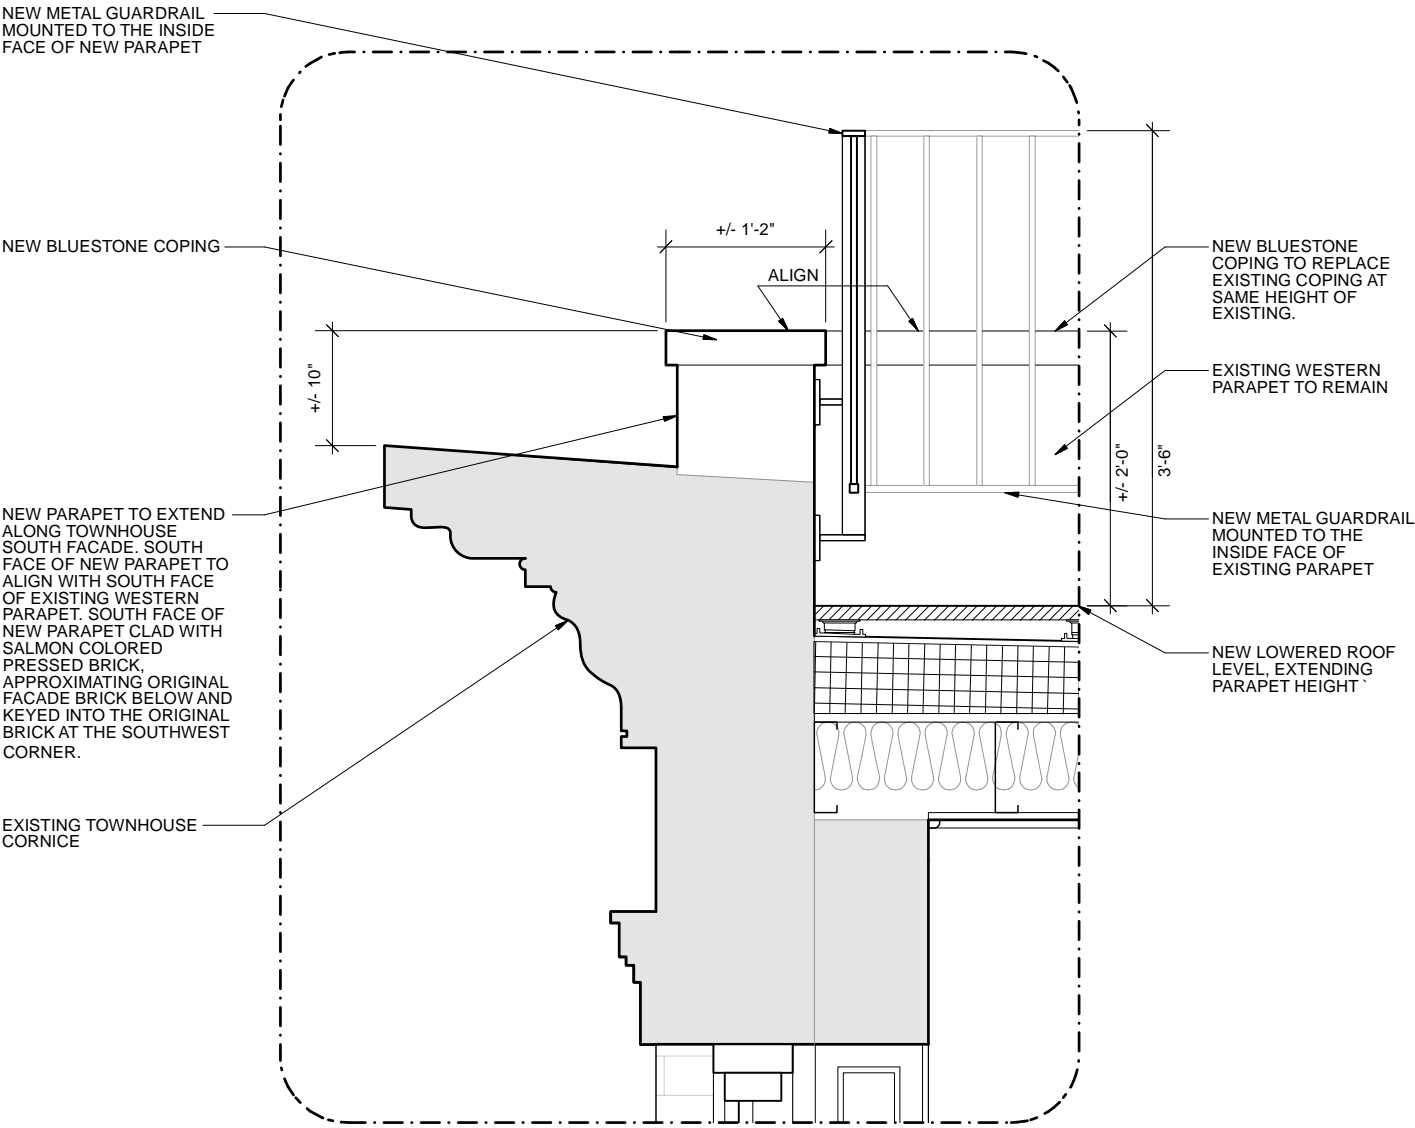 NEW METAL GUARDRAIL
MOUNTED TO THE INSIDE
FACE OF NEW PARAPET
+/- 1'-2"
NEW BLUESTONE COPING
ALIGN
NEW BLUESTONE
COPING TO REPLACE
EXISTING COPING AT
SAME HEIGHT OF
EXISTING.
+/- 10"
EXISTING WESTERN
PARAPET TO REMAIN
+/- 2'-0"
3'-6"
NEW PARAPET TO EXTEND
ALONG TOWNHOUSE
SOUTH FACADE. SOUTH
FACE OF NEW PARAPET TO
ALIGN WITH SOUTH FACE
OF EXISTING WESTERN
PARAPET. SOUTH FACE OF
NEW PARAPET CLAD WITH
SALMON COLORED
PRESSED BRICK,
APPROXIMATING ORIGINAL
FACADE BRICK BELOW AND
KEYED INTO THE ORIGINAL
BRICK AT THE SOUTHWEST
CORNER.
NEW METAL GUARDRAIL
MOUNTED TO THE
INSIDE FACE OF
EXISTING PARAPET
NEW LOWERED ROOF
LEVEL, EXTENDING
PARAPET HEIGHT `
EXISTING TOWNHOUSE
CORNICE